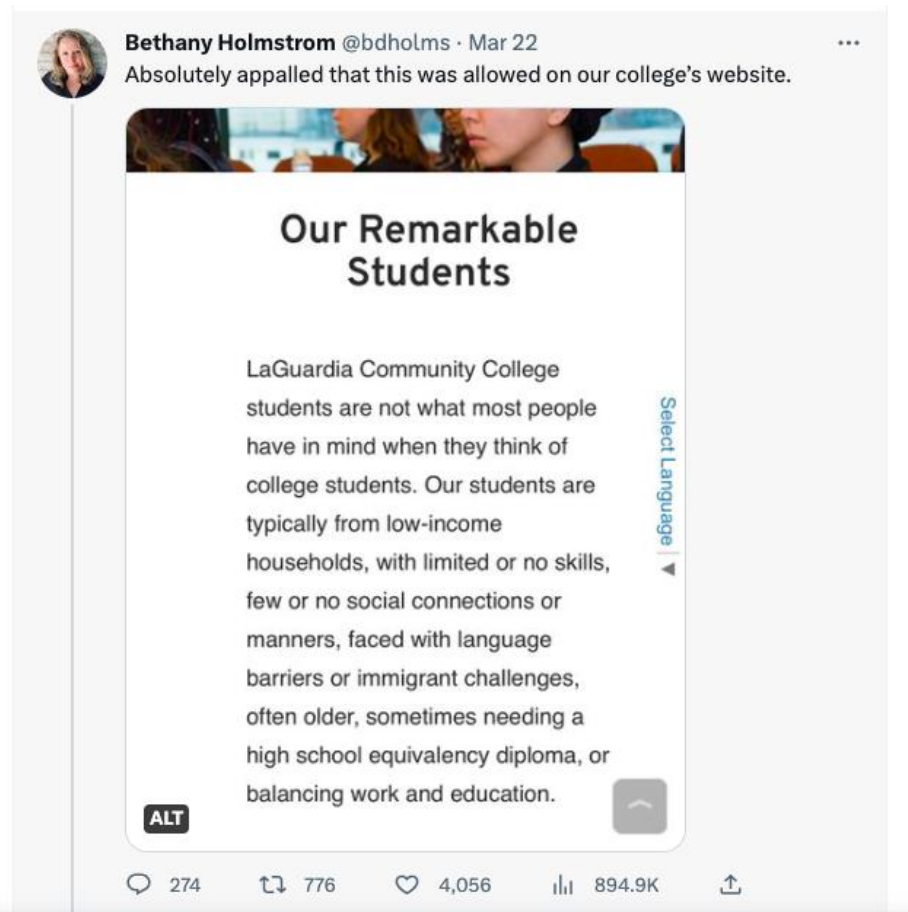 Bethany Holmstrom @bdholms · Mar 22
Absolutely appalled that this was allowed on our college’s website.
Our Remarkable
Students
LaGuardia Community College
students are not what most people
have in mind when they think of
college students. Our students are
typically from low-income
households, with limited or no skills,
few or no social connections or
manners, faced with language
barriers or immigrant challenges,
often older, sometimes needing a
high school equivalency diploma, or
balancing work and education.
Select Language
ALT
274 776 4,056 894.9K